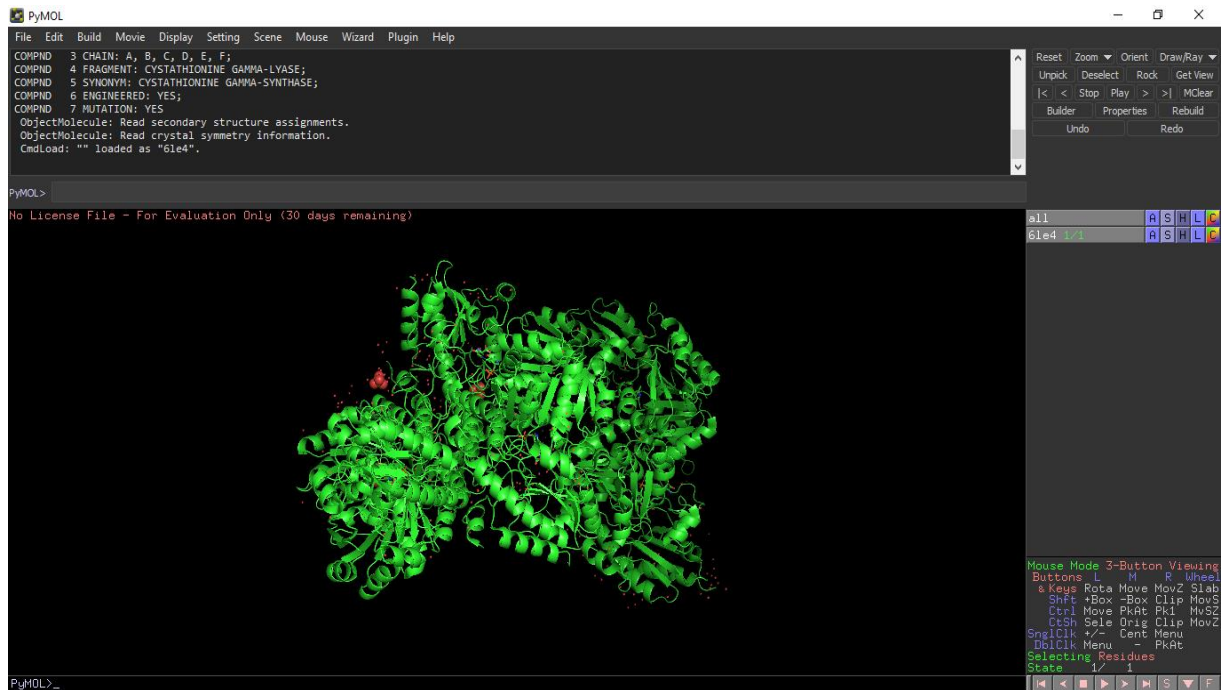 PyMOL
File Edit Build Movie Display Setting Scene Mouse Wizard Plugin Help
COMPND 3 CHAIN: A, B, C, D, E, F;
COMPND 4 FRAGMENT: CYSTATHIONINE GAMMA-LYASE;
COMPND 5 SYNONYM: CYSTATHIONINE GAMMA-SYNTHASE;
COMPND 6 ENGINEERED: YES;
COMPND 7 MUTATION: YES
ObjectMolecule: Read secondary structure assignments.
ObjectMolecule: Read crystal symmetry information.
CmdLoad: "" loaded as "6le4".
PyMOL>
Reset Zoom Orient Draw/Ray
Unpick Deselect Rock Get View
|< < Stop Play > >| MClear
Builder Properties Rebuild
Undo Redo
No License File - For Evaluation Only (30 days remaining)
all A S H L C
6le4 1/1 A S H L C
Mouse Mode 3-Button Viewing
Buttons L M R Wheel
& Keys Rota Move MovZ Slab
Shft +Box -Box Clip MovS
Ctrl Move PkAt Pk1 MvSZ
CtSh Sele Orig Clip MovZ
SnglClk +/- Cent Menu
DblClk Menu - PkAt
Selecting Residues
State 1/ 1
PyMOL>_
S F